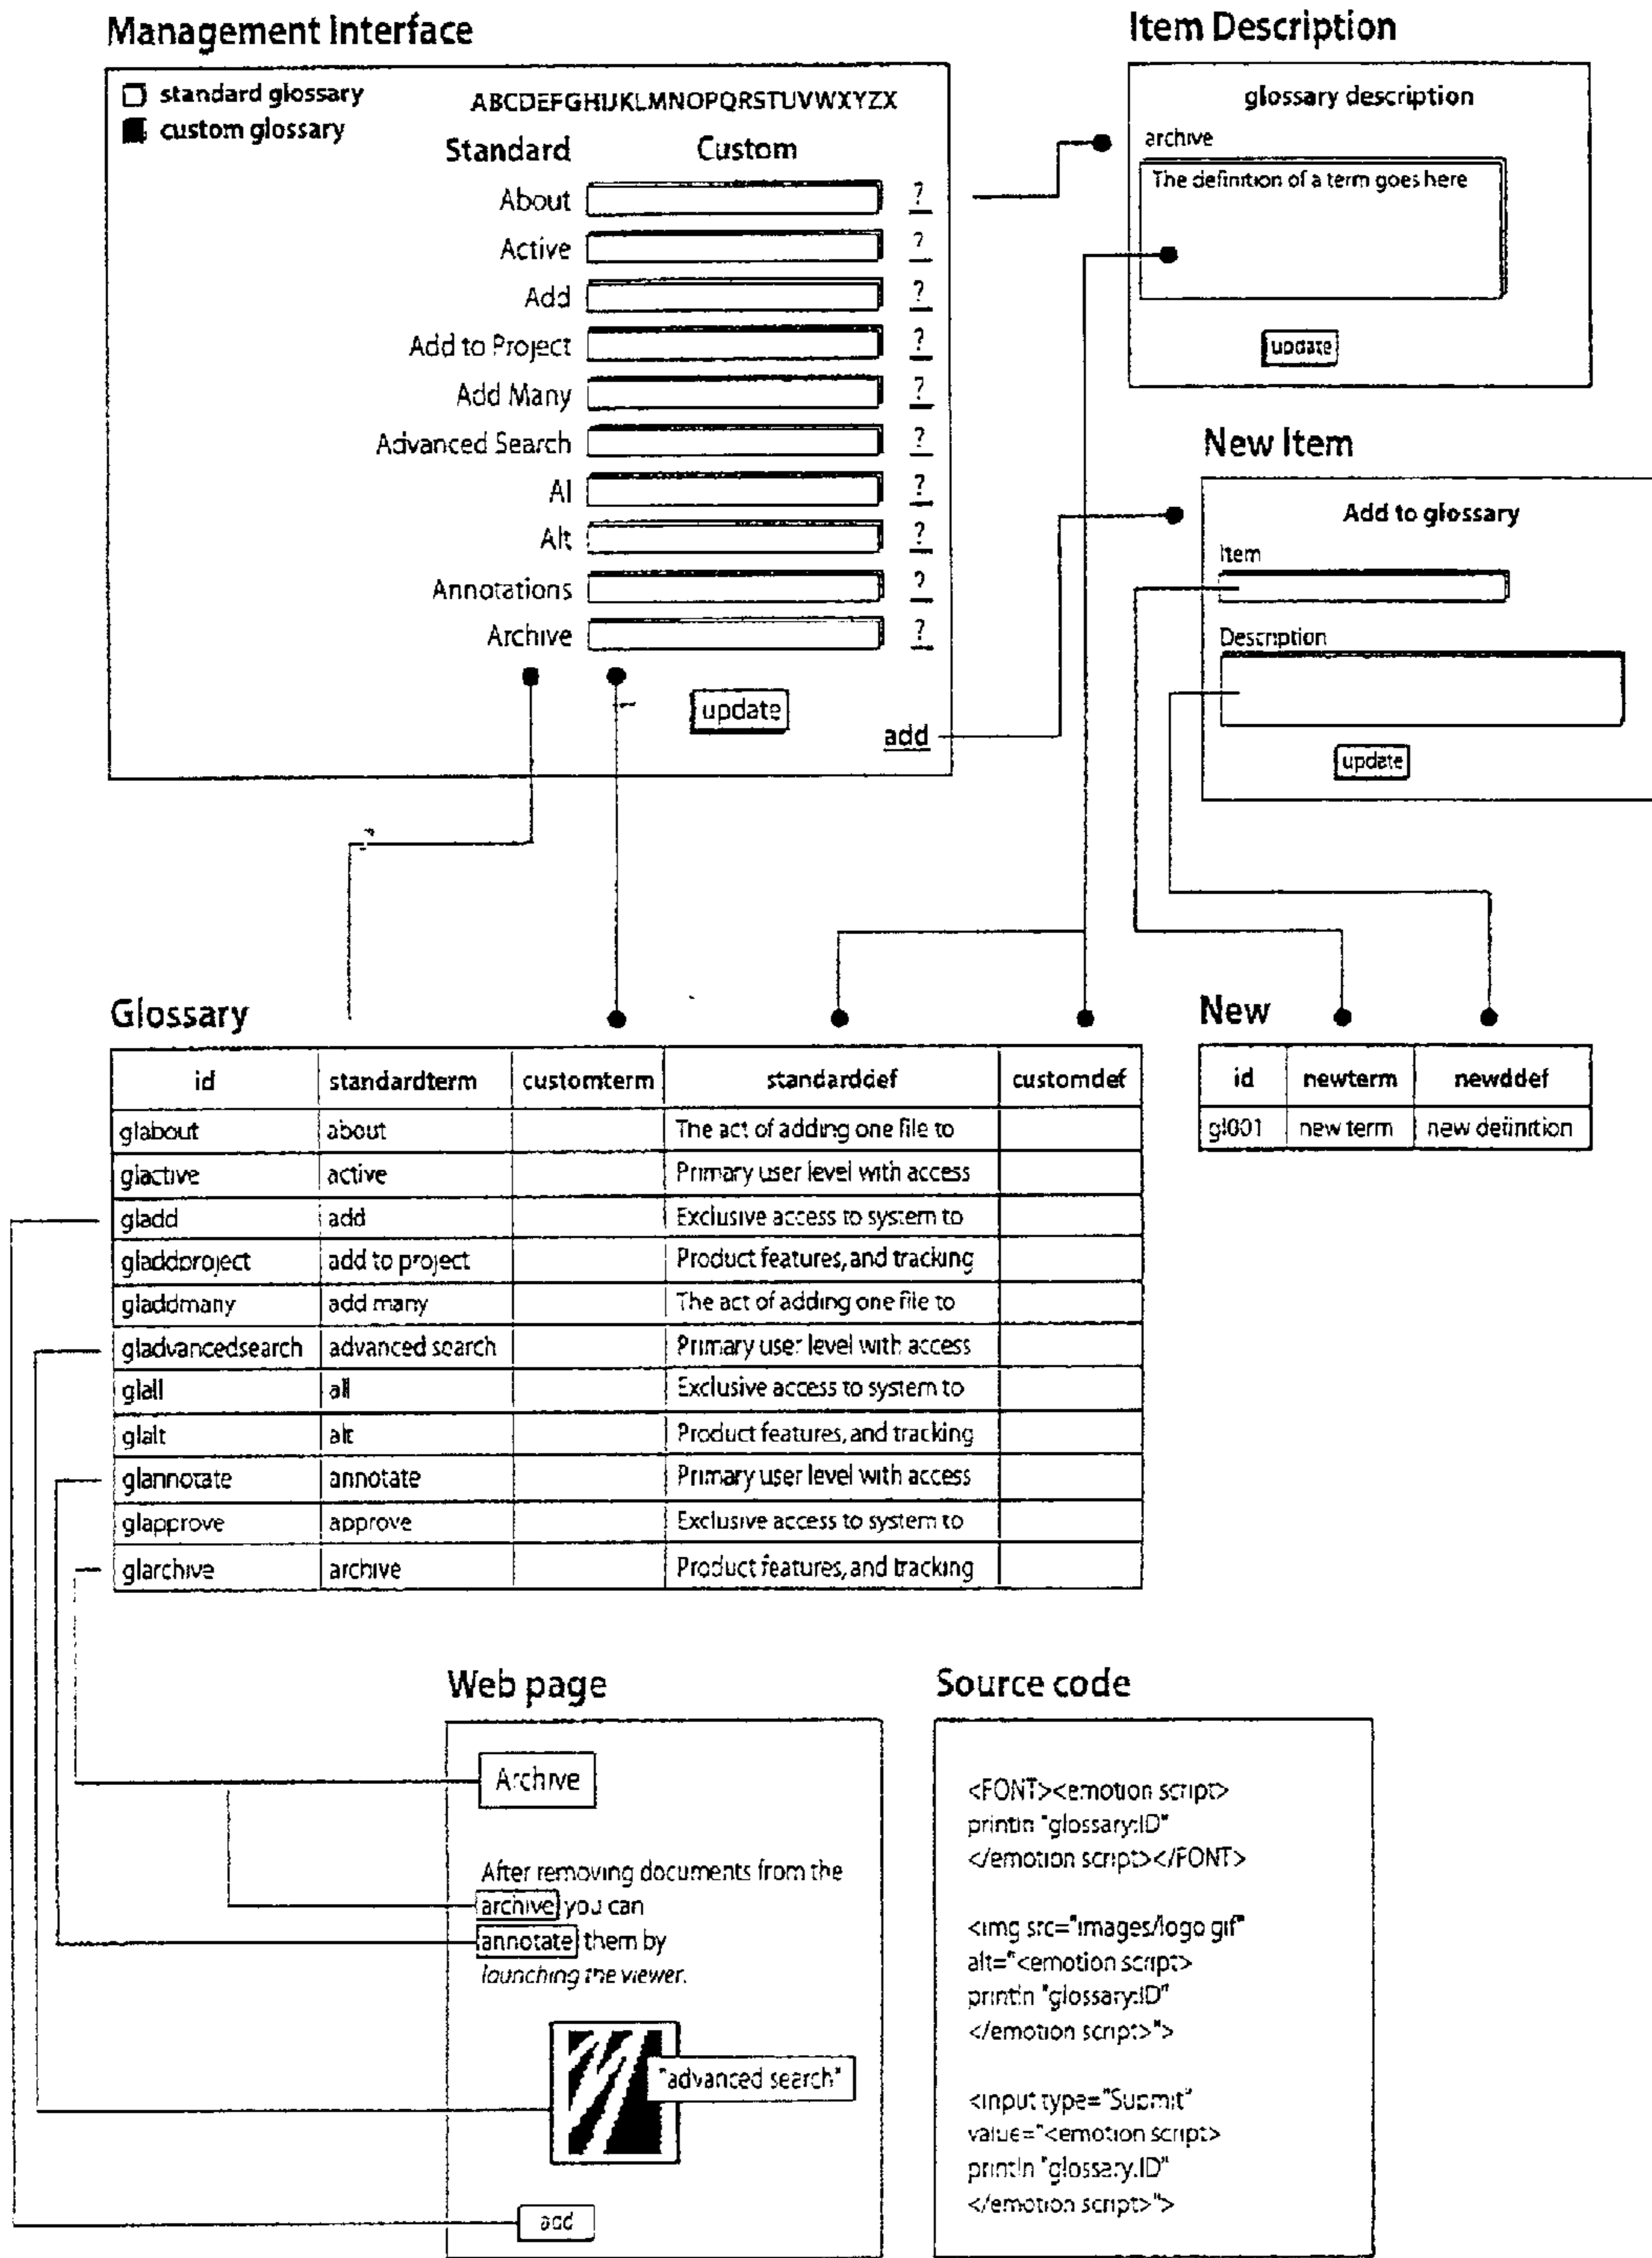 Management Interface
standard glossary
custom glossary
ABCDEFGHIJKLMNOPQRSTUVWXYZX
Standard Custom
About ?
Active ?
Add ?
Add to Project ?
Add Many ?
Advanced Search ?
Al ?
Alt ?
Annotations ?
Archive ?
update
add
Item Description
glossary description
archive
The definition of a term goes here
update
New Item
Add to glossary
Item
Description
update
Glossary
id standardterm customterm standarddef customdef
glabout about The act of adding one file to
glactive active Primary user level with access
gladd add Exclusive access to system to
gladdproject add to project Product features, and tracking
gladdmany add many The act of adding one file to
gladvancedsearch advanced search Primary user level with access
glall all Exclusive access to system to
glalt alt Product features, and tracking
glannotate annotate Primary user level with access
glapprove approve Exclusive access to system to
glarchive archive Product features, and tracking
New
id newterm newddef
gl001 new term new definition
Web page
Archive
After removing documents from the
archive you can
annotate them by
launching the viewer.
"advanced search"
add
Source code
<FONT><emotion script>
println "glossary:ID"
</emotion script></FONT>
<img src="images/logo gif"
alt="<emotion script>
println "glossary:ID"
</emotion script>">
<input type="Submit"
value="<emotion script>
println "glossary.ID"
</emotion script>">